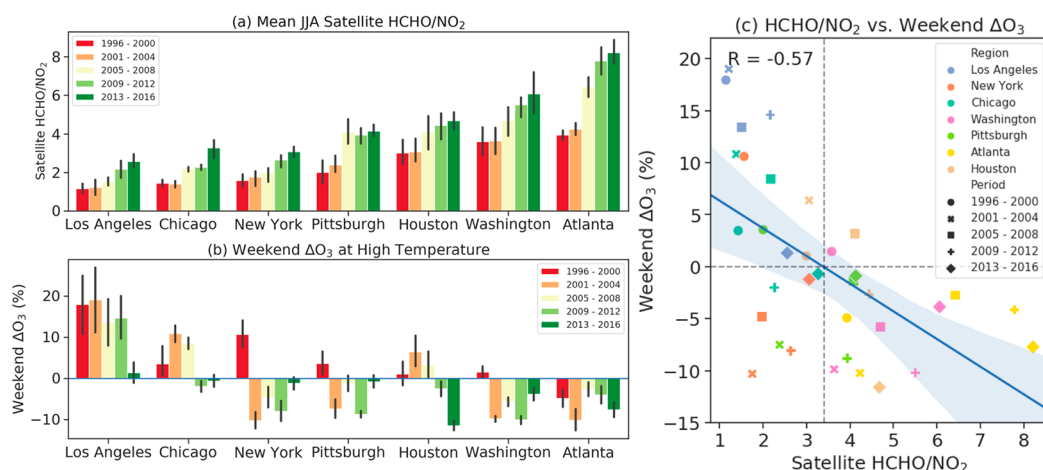 (a) Mean JJA Satellite HCHO/NO2
Satellite HCHO/NO2
8
6
4
2
0
1996 - 2000
2001 - 2004
2005 - 2008
2009 - 2012
2013 - 2016
Los Angeles Chicago New York Pittsburgh Houston Washington Atlanta
(b) Weekend ΔO3 at High Temperature
Weekend ΔO3 (%)
20
10
0
−10
1996 - 2000
2001 - 2004
2005 - 2008
2009 - 2012
2013 - 2016
Los Angeles Chicago New York Pittsburgh Houston Washington Atlanta
(c) HCHO/NO2 vs. Weekend ΔO3
R = -0.57
Weekend ΔO3 (%)
20
15
10
5
0
−5
−10
−15
Region
Los Angeles
New York
Chicago
Washington
Pittsburgh
Atlanta
Houston
Period
1996 - 2000
2001 - 2004
2005 - 2008
2009 - 2012
2013 - 2016
1 2 3 4 5 6 7 8
Satellite HCHO/NO2